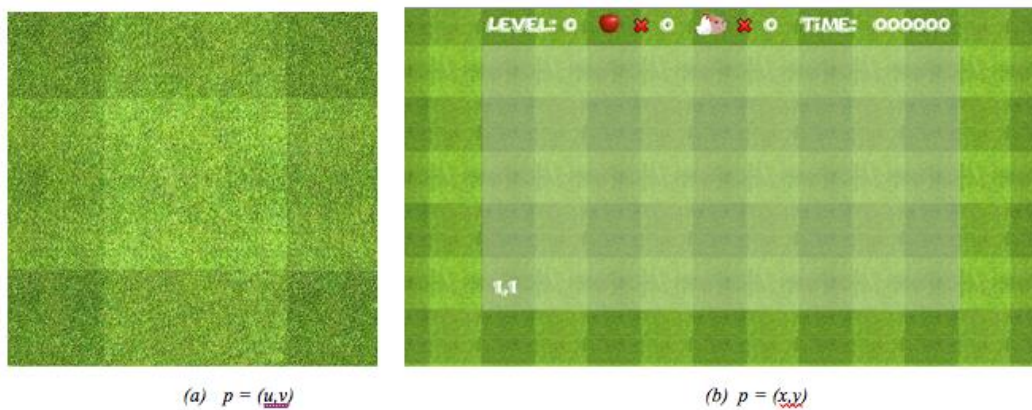 LEVEL: 0 x 0 x 0 TIME: 000000
1,1
(a) p = (u,v)
(b) p = (x,y)